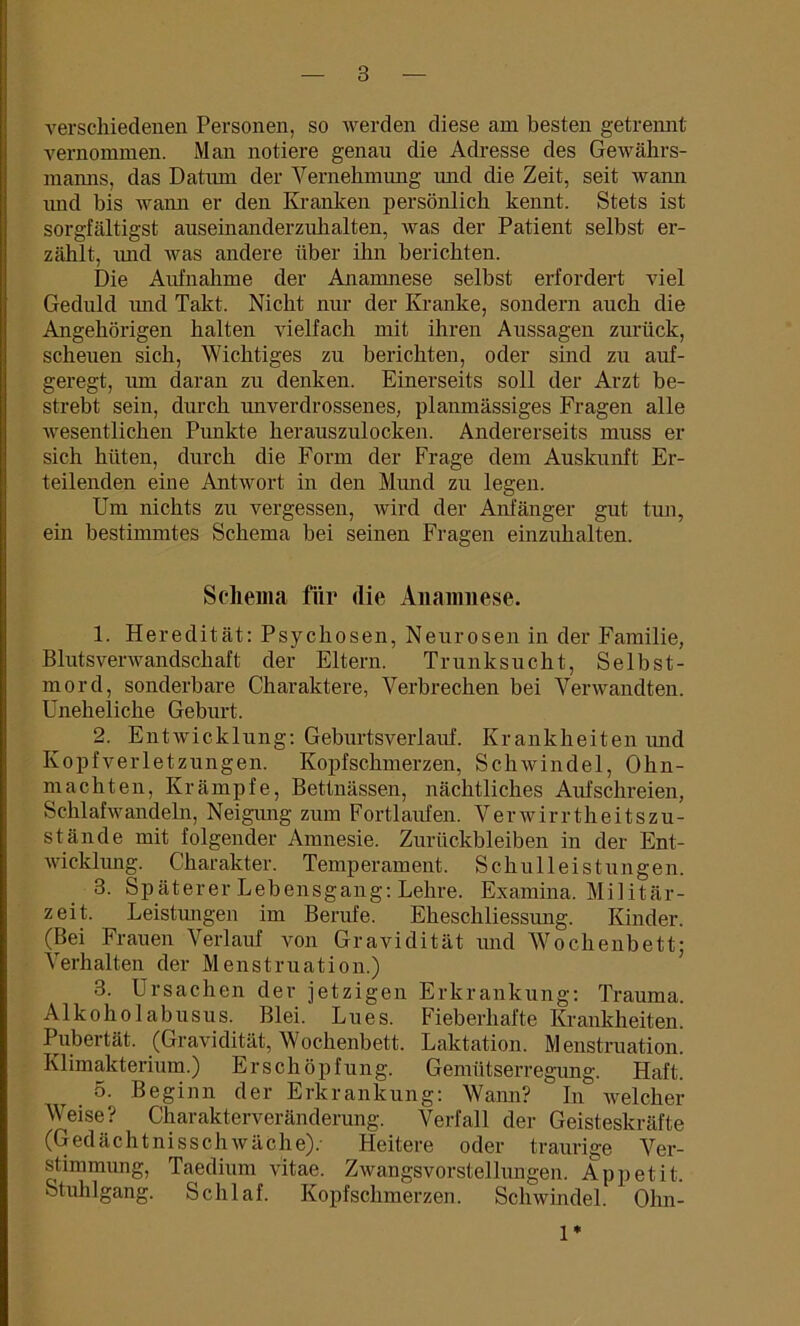 — 3 —
verschiedenen Personen, so werden diese am besten getrennt
vernommen. Man notiere genau die Adresse des Gewährs-
manns, das Datum der Vernehmung und die Zeit, seit wann
und bis wann er den Kranken persönlich kennt. Stets ist
sorgfältigst auseinanderzuhalten, was der Patient selbst er-
zählt, und was andere über ihn berichten.
Die Aufnahme der Anamnese selbst erfordert viel
Geduld und Takt. Nicht nur der Kranke, sondern auch die
Angehörigen halten vielfach mit ihren Aussagen zurück,
scheuen sich, Wichtiges zu berichten, oder sind zu auf-
geregt, um daran zu denken. Einerseits soll der Arzt be-
strebt sein, durch unverdrossenes, planmässiges Fragen alle
wesentlichen Punkte herauszulocken. Andererseits muss er
sich hüten, durch die Form der Frage dem Auskunft Er-
teilenden eine Antwort in den Mund zu legen.
Um nichts zu vergessen, wird der Anfänger gut tun,
ein bestimmtes Schema bei seinen Fragen einzuhalten.
Schema für die Anamnese.
1. Heredität: Psychosen, Neurosen in der Familie,
Blutsverwandschaft der Eltern. Trunksucht, Selbst-
mord, sonderbare Charaktere, Verbrechen bei Verwandten.
Uneheliche Geburt.
2. Entwicklung: Geburtsverlauf. Krankheiten und
Kopfverletzungen. Kopfschmerzen, Schwindel, Ohn-
machten, Krämpfe, Bettnässen, nächtliches Aufschreien,
Schlafwandeln, Neigung zum Fortlaufen. Verwirrtheitszu-
stände mit folgender Amnesie. Zurückbleiben in der Ent-
wicklung. Charakter. Temperament. Schulleistungen.
3. Späterer Lebensgang: Lehre. Examina. Militär-
zeit. Leistungen im Berufe. Eheschliessung. Kinder.
(Bei Frauen Verlauf von Gravidität und Wochenbett;
Verhalten der Menstruation.)
3. Ursachen der jetzigen Erkrankung: Trauma.
Alkoholabusus. Blei. Lues. Fieberhafte Krankheiten.
Pubertät. (Gravidität, Wochenbett. Laktation. Menstruation.
Klimakterium.) Erschöpfung. Gemütserregung. Haft.
5. Beginn der Erkrankung: Wann? In welcher
Weise? Charakterveränderung. Verfall der Geisteskräfte
(Gedächtnisschwäche). Heitere oder traurige Ver-
stimmung, Taedium vitae. Zwangsvorstellungen. Appetit.
Stuhlgang. Schlaf. Kopfschmerzen. Schwindel. Ohn-
1*